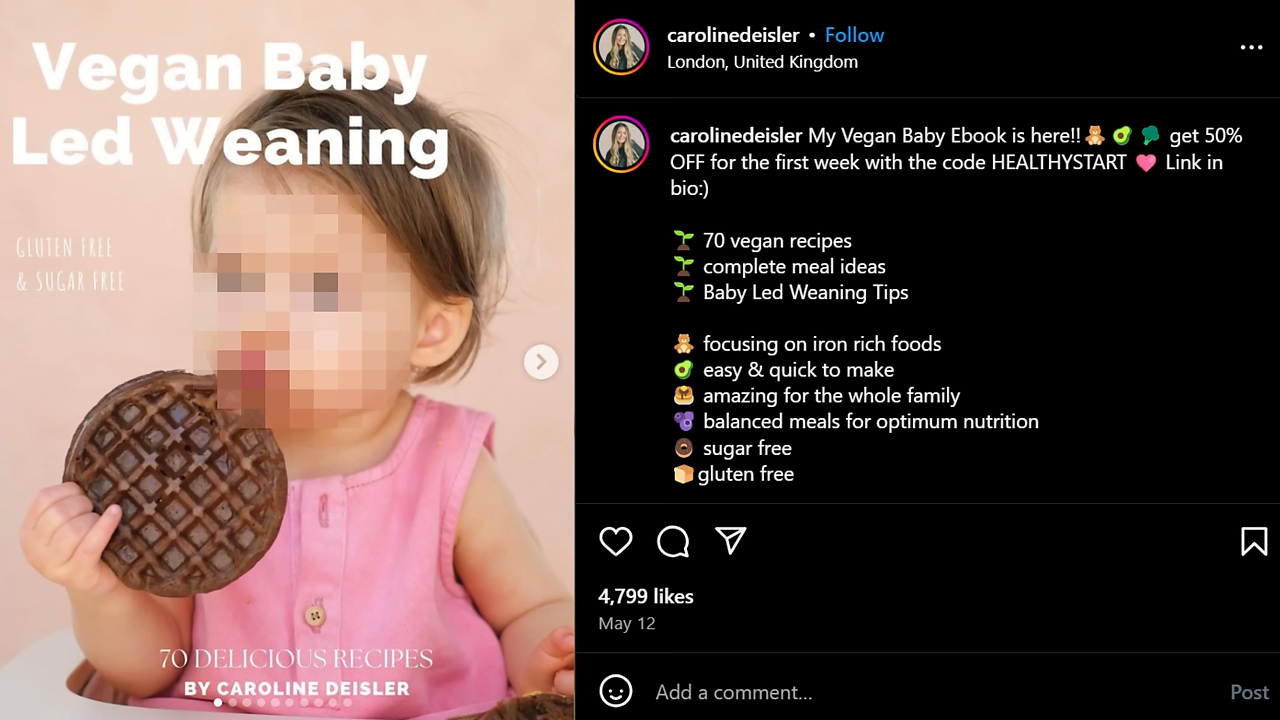 Vegan Baby
Led Weaning
GLUTEN FREE
& SUGAR FREE
70 DELICIOUS RECIPES
BY CAROLINE DEISLER
carolinedeisler • Follow
London, United Kingdom
carolinedeisler My Vegan Baby Ebook is here!!🧸🥑🥦 get 50%
OFF for the first week with the code HEALTHYSTART 💗 Link in
bio:)
🌱 70 vegan recipes
🌱 complete meal ideas
🌱 Baby Led Weaning Tips
🧸 focusing on iron rich foods
🥑 easy & quick to make
🥞 amazing for the whole family
🫐 balanced meals for optimum nutrition
🍩 sugar free
🍞gluten free
4,799 likes
May 12
Add a comment...
Post